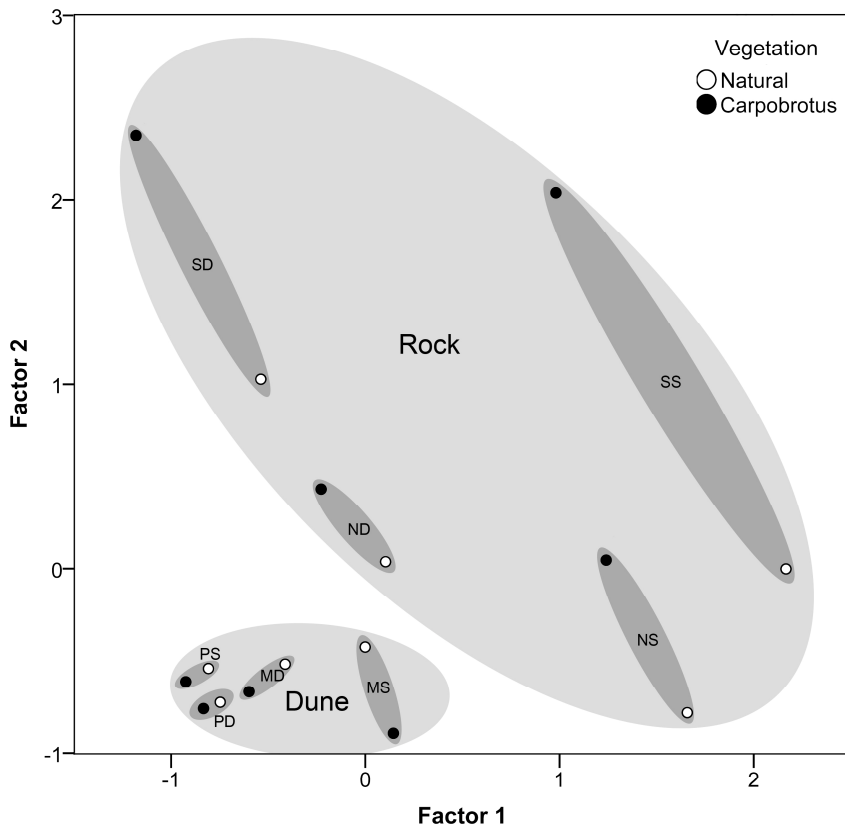 3
Vegetation
Natural
Carpobrotus
2
SD
Rock
SS
Factor 2
1
ND
0
NS
PS
MD
MS
Dune
PD
-1
-1 0 1 2
Factor 1